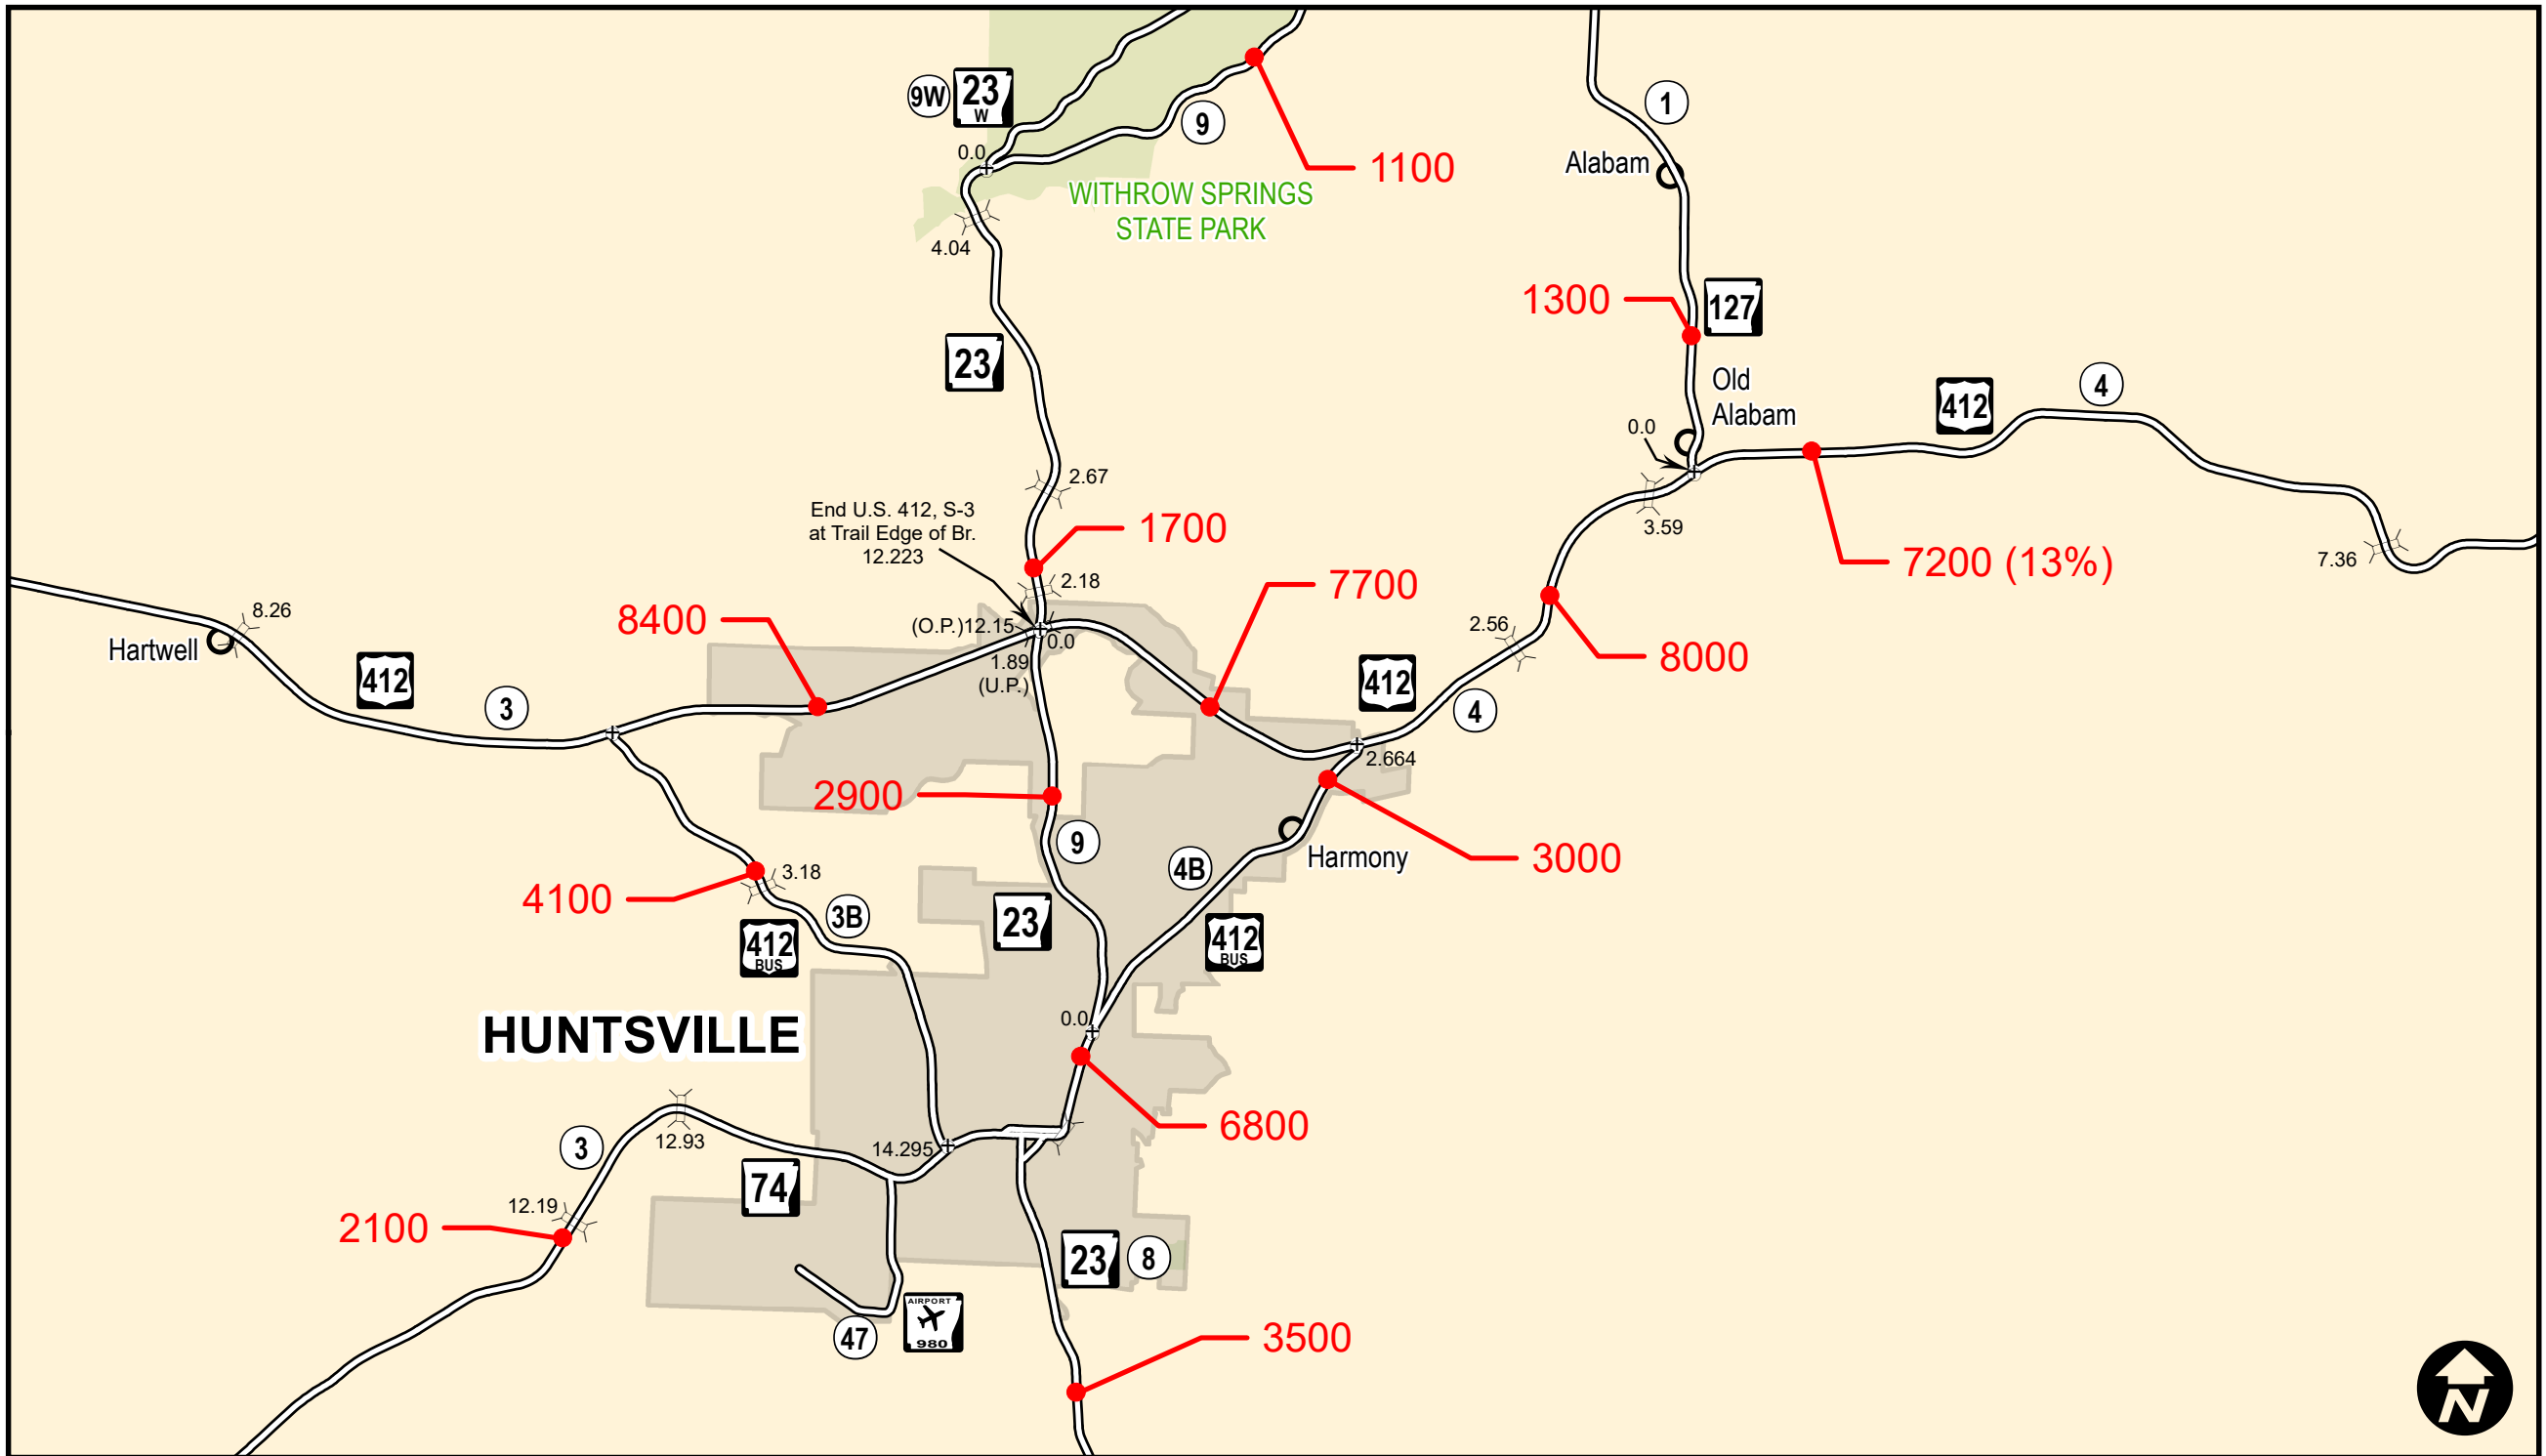 9W
23
W
9
1
0.0
1100
Alabam
WITHROW SPRINGS
STATE PARK
4.04
1300
127
23
Old
Alabam
412
4
0.0
2.67
End U.S. 412, S-3
at Trail Edge of Br.
12.223
1700
3.59
7200 (13%)
7.36
2.18
7700
8.26
8400
(O.P.)12.15
0.0
2.56
8000
Hartwell
1.89
(U.P.)
412
412
3
4
2.664
2900
9
Harmony
3000
4B
3.18
4100
3B
23
412
BUS
412
BUS
0.0
HUNTSVILLE
6800
12.93
3
14.295
74
12.19
2100
23
8
AIRPORT
980
47
3500
N